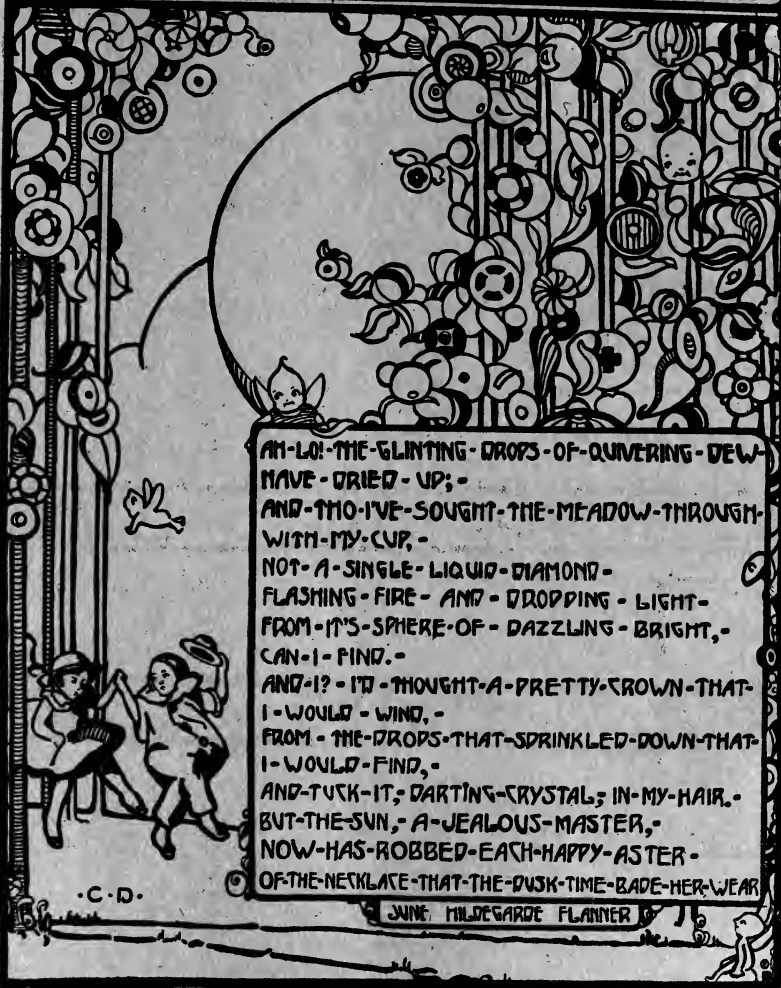 AH-LO!-THE-GLINTING-DROPS-OF-QUIVERING-DEW-
HAVE-DRIED-UP;-
AND-THO-I'VE-SOUGHT-THE-MEADOW-THROUGH-
WITH-MY-CUP,-
NOT-A-SINGLE-LIQUID-DIAMOND-
FLASHING-FIRE-AND-DROPPING-LIGHT-
FROM-IT'S-SPHERE-OF-DAZZLING-BRIGHT,-
CAN-I-FIND.-
AND-I?-I'D-THOUGHT-A-PRETTY-CROWN-THAT-
I-WOULD-WIND,-
FROM-THE-DROPS-THAT-SPRINKLED-DOWN-THAT-
I-WOULD-FIND,-
AND-TUCK-IT,-DARTING-CRYSTAL,-IN-MY-HAIR.-
BUT-THE-SUN,-A-JEALOUS-MASTER,-
NOW-HAS-ROBBED-EACH-HAPPY-ASTER-
OF-THE-NECKLACE-THAT-THE-DUSK-TIME-BADE-HER-WEAR
JUNE HILDEGARDE FLANNER
·C·D·